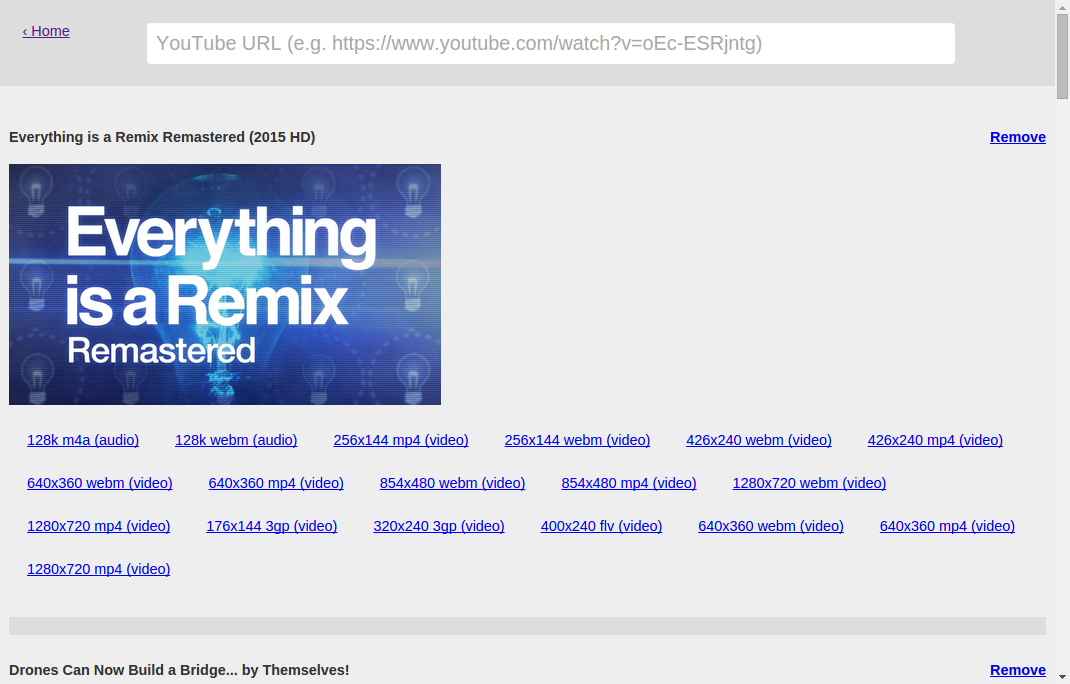 ‹ Home
YouTube URL (e.g. https://www.youtube.com/watch?v=oEc-ESRjntg)
Everything is a Remix Remastered (2015 HD) Remove
Everything
is a Remix
Remastered
128k m4a (audio) 128k webm (audio) 256x144 mp4 (video) 256x144 webm (video) 426x240 webm (video) 426x240 mp4 (video)
640x360 webm (video) 640x360 mp4 (video) 854x480 webm (video) 854x480 mp4 (video) 1280x720 webm (video)
1280x720 mp4 (video) 176x144 3gp (video) 320x240 3gp (video) 400x240 flv (video) 640x360 webm (video) 640x360 mp4 (video)
1280x720 mp4 (video)
Drones Can Now Build a Bridge... by Themselves! Remove